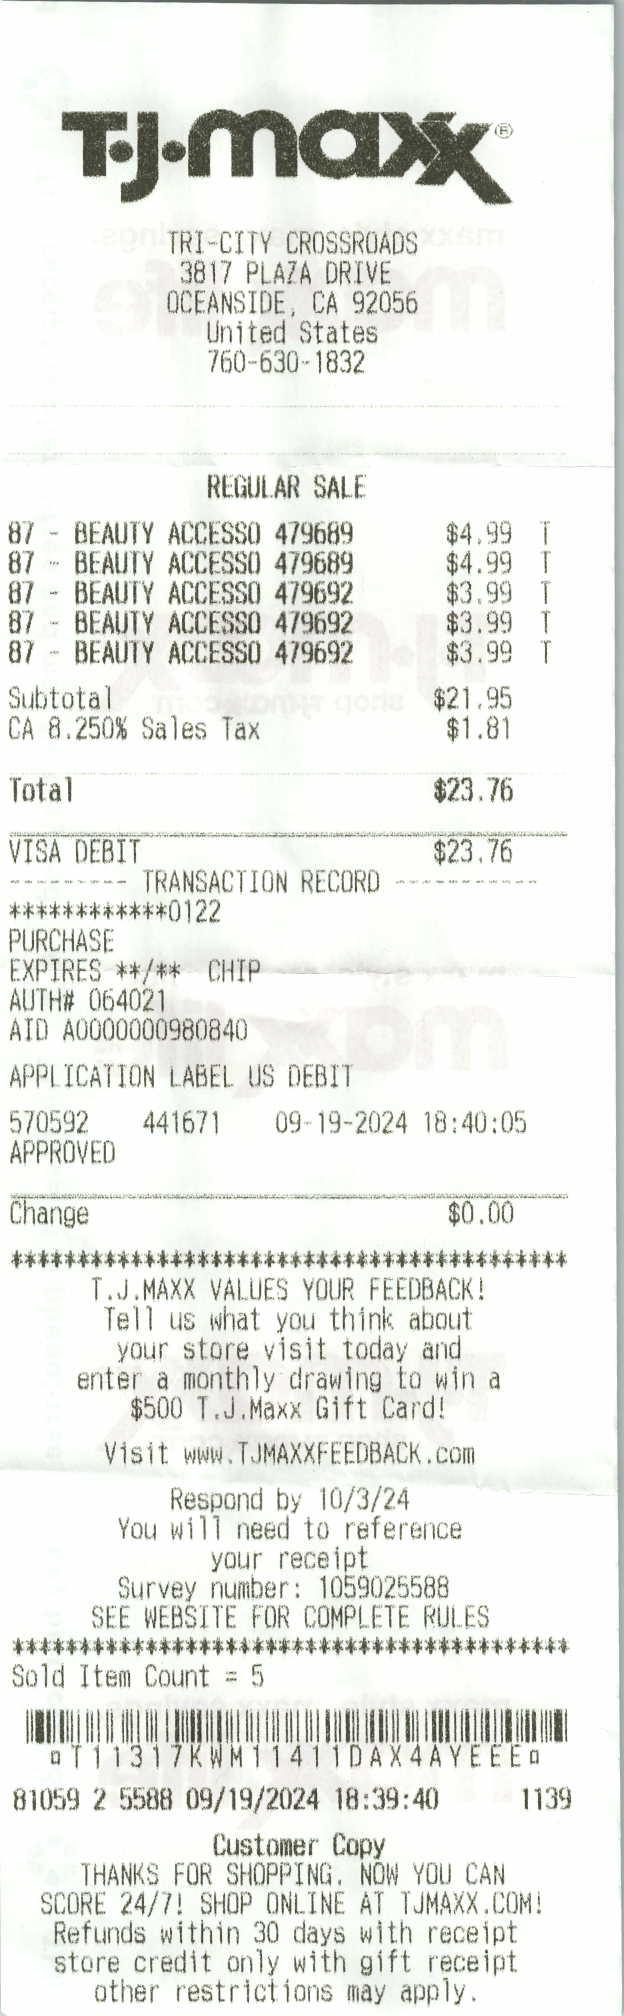 T.J.maxx®
TRI-CITY CROSSROADS
3817 PLAZA DRIVE
OCEANSIDE, CA 92056
United States
760-630-1832
REGULAR SALE
87 - BEAUTY ACCESSO 479689 $4.99 T
87 - BEAUTY ACCESSO 479689 $4.99 T
87 - BEAUTY ACCESSO 479692 $3.99 T
87 - BEAUTY ACCESSO 479692 $3.99 T
87 - BEAUTY ACCESSO 479692 $3.99 T
Subtotal $21.95
CA 8.250% Sales Tax $1.81
Total $23.76
VISA DEBIT $23.76
--------- TRANSACTION RECORD -----------
************0122
PURCHASE
EXPIRES **/** CHIP
AUTH# 064021
AID A0000000980840
APPLICATION LABEL US DEBIT
570592 441671 09-19-2024 18:40:05
APPROVED
Change $0.00
******************************************
T.J.MAXX VALUES YOUR FEEDBACK!
Tell us what you think about
your store visit today and
enter a monthly drawing to win a
$500 T.J.Maxx Gift Card!
Visit www.TJMAXXFEEDBACK.com
Respond by 10/3/24
You will need to reference
your receipt
Survey number: 1059025588
SEE WEBSITE FOR COMPLETE RULES
******************************************
Sold Item Count = 5
¤T11317KWM11411DAX4AYEEE¤
81059 2 5588 09/19/2024 18:39:40 1139
Customer Copy
THANKS FOR SHOPPING. NOW YOU CAN
SCORE 24/7! SHOP ONLINE AT TJMAXX.COM!
Refunds within 30 days with receipt
store credit only with gift receipt
other restrictions may apply.